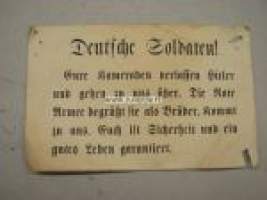 Deutsche Soldaten!
Eure Kameraden verlassen Hitler
und gehen zu uns über. Die Rote
Armee begrüßt sie als Brüder. Kommt
zu uns. Euch ist Sicherheit und ein
gutes Leben garantiert.